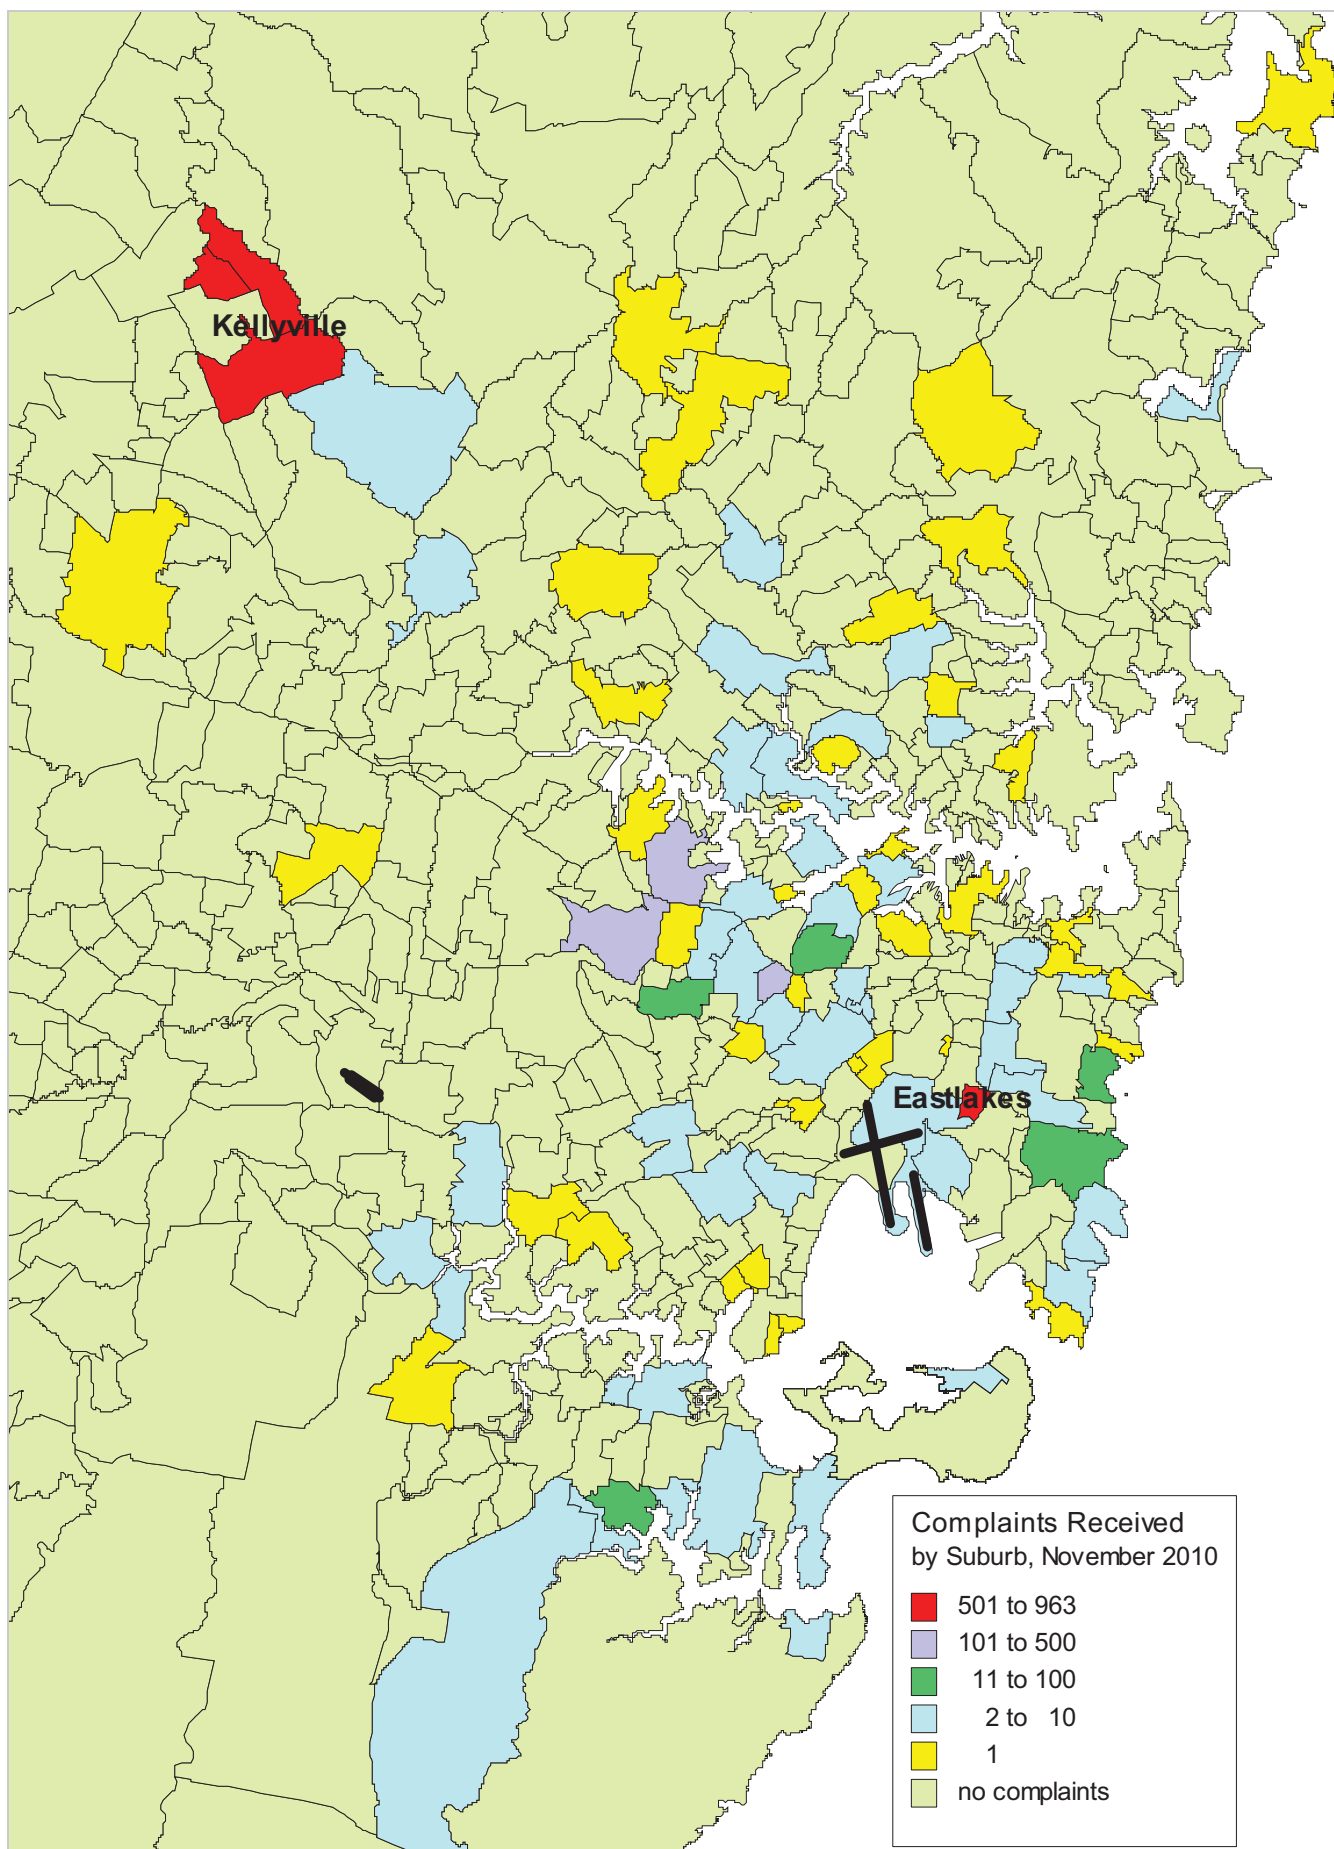 Kellyville
Eastlakes
Complaints Received
by Suburb, November 2010
501 to 963
101 to 500
11 to 100
2 to 10
1
no complaints